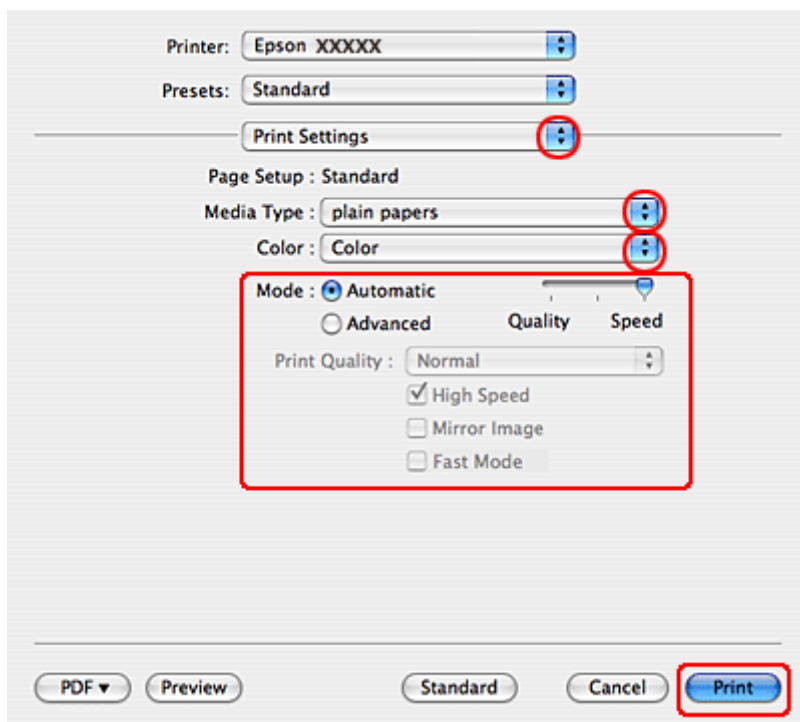 Printer: Epson XXXXX
Presets: Standard
Print Settings
Page Setup : Standard
Media Type : plain papers
Color : Color
Mode : Automatic
Advanced Quality Speed
Print Quality : Normal
High Speed
Mirror Image
Fast Mode
PDF ▼ Preview Standard Cancel Print